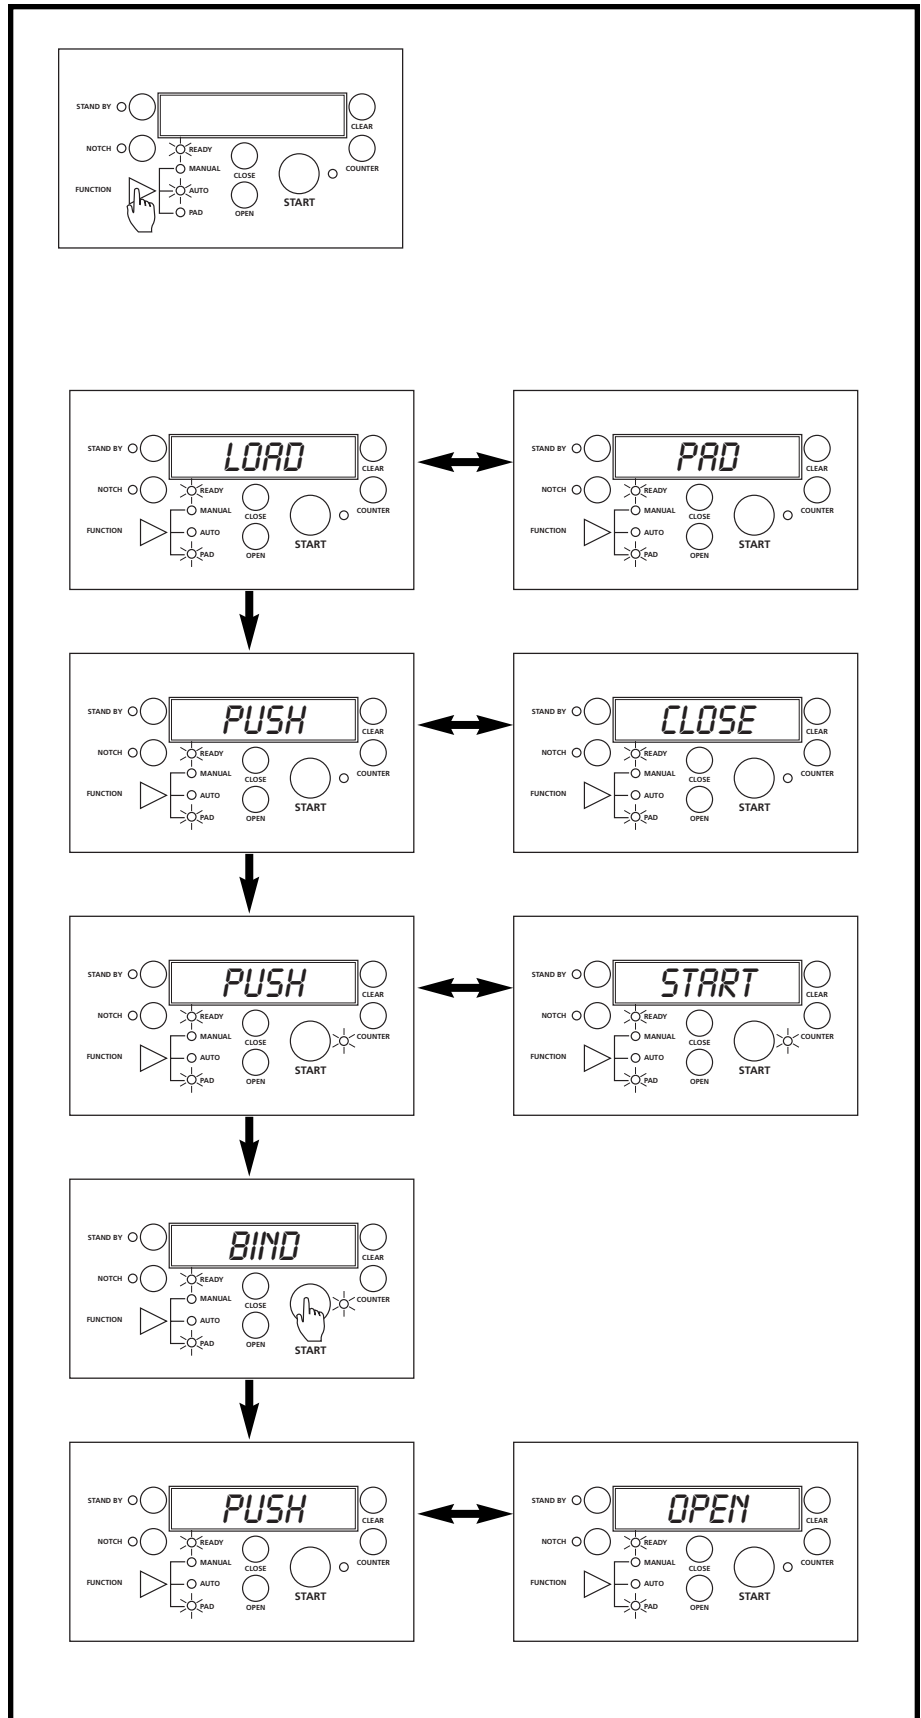 STAND BY
CLEAR
NOTCH READY
COUNTER
MANUAL
CLOSE
FUNCTION AUTO
START
PAD OPEN
LOAD
STAND BY
CLEAR
NOTCH READY
MANUAL COUNTER
CLOSE
FUNCTION AUTO
START
PAD OPEN
PAD
STAND BY
CLEAR
NOTCH READY
MANUAL COUNTER
CLOSE
FUNCTION AUTO
START
PAD OPEN
PUSH
STAND BY
CLEAR
NOTCH READY
MANUAL COUNTER
CLOSE
FUNCTION AUTO
START
PAD OPEN
CLOSE
STAND BY
CLEAR
NOTCH READY
MANUAL COUNTER
CLOSE
FUNCTION AUTO
START
PAD OPEN
PUSH
STAND BY
CLEAR
NOTCH READY
MANUAL COUNTER
CLOSE
FUNCTION AUTO
START
PAD OPEN
START
STAND BY
CLEAR
NOTCH READY
MANUAL COUNTER
CLOSE
FUNCTION AUTO
START
PAD OPEN
BIND
STAND BY
CLEAR
NOTCH READY
MANUAL COUNTER
CLOSE
FUNCTION AUTO
START
PAD OPEN
PUSH
STAND BY
CLEAR
NOTCH READY
MANUAL COUNTER
CLOSE
FUNCTION AUTO
START
PAD OPEN
OPEN
STAND BY
CLEAR
NOTCH READY
MANUAL COUNTER
CLOSE
FUNCTION AUTO
START
PAD OPEN